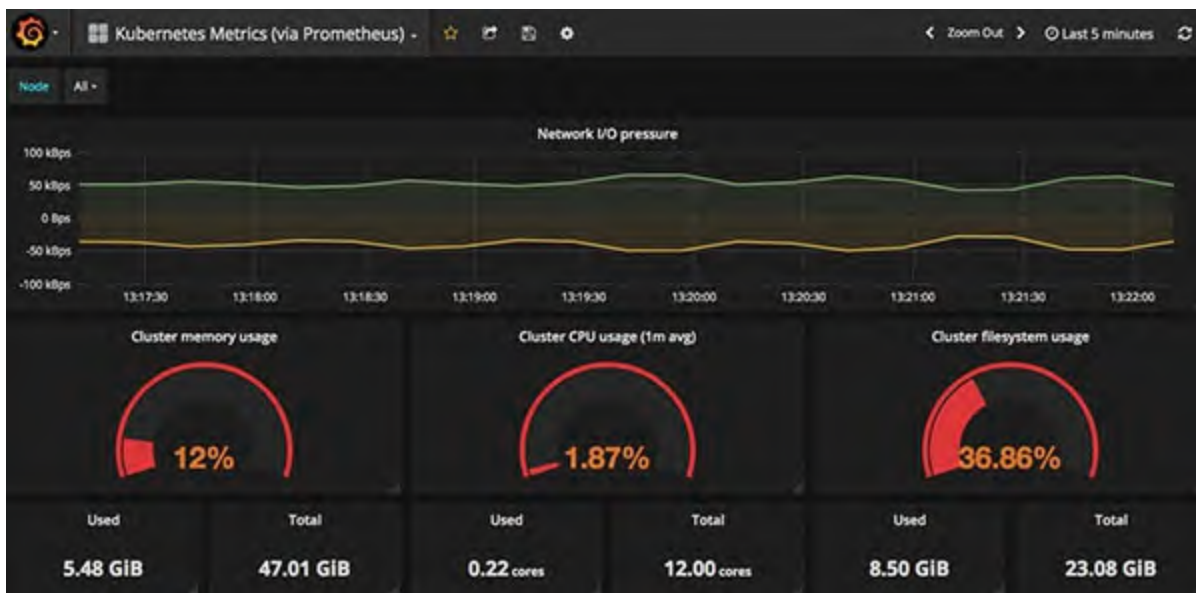 Kubernetes Metrics (via Prometheus)
Zoom Out
Last 5 minutes
Node
All
Network I/O pressure
100 kBps
50 kBps
0 Bps
-50 kBps
-100 kBps
13:17:30
13:18:00
13:18:30
13:19:00
13:19:30
13:20:00
13:20:30
13:21:00
13:21:30
13:22:00
Cluster memory usage
Cluster CPU usage (1m avg)
Cluster filesystem usage
12%
1.87%
36.86%
Used
Total
Used
Total
Used
Total
5.48 GiB
47.01 GiB
0.22 cores
12.00 cores
8.50 GiB
23.08 GiB